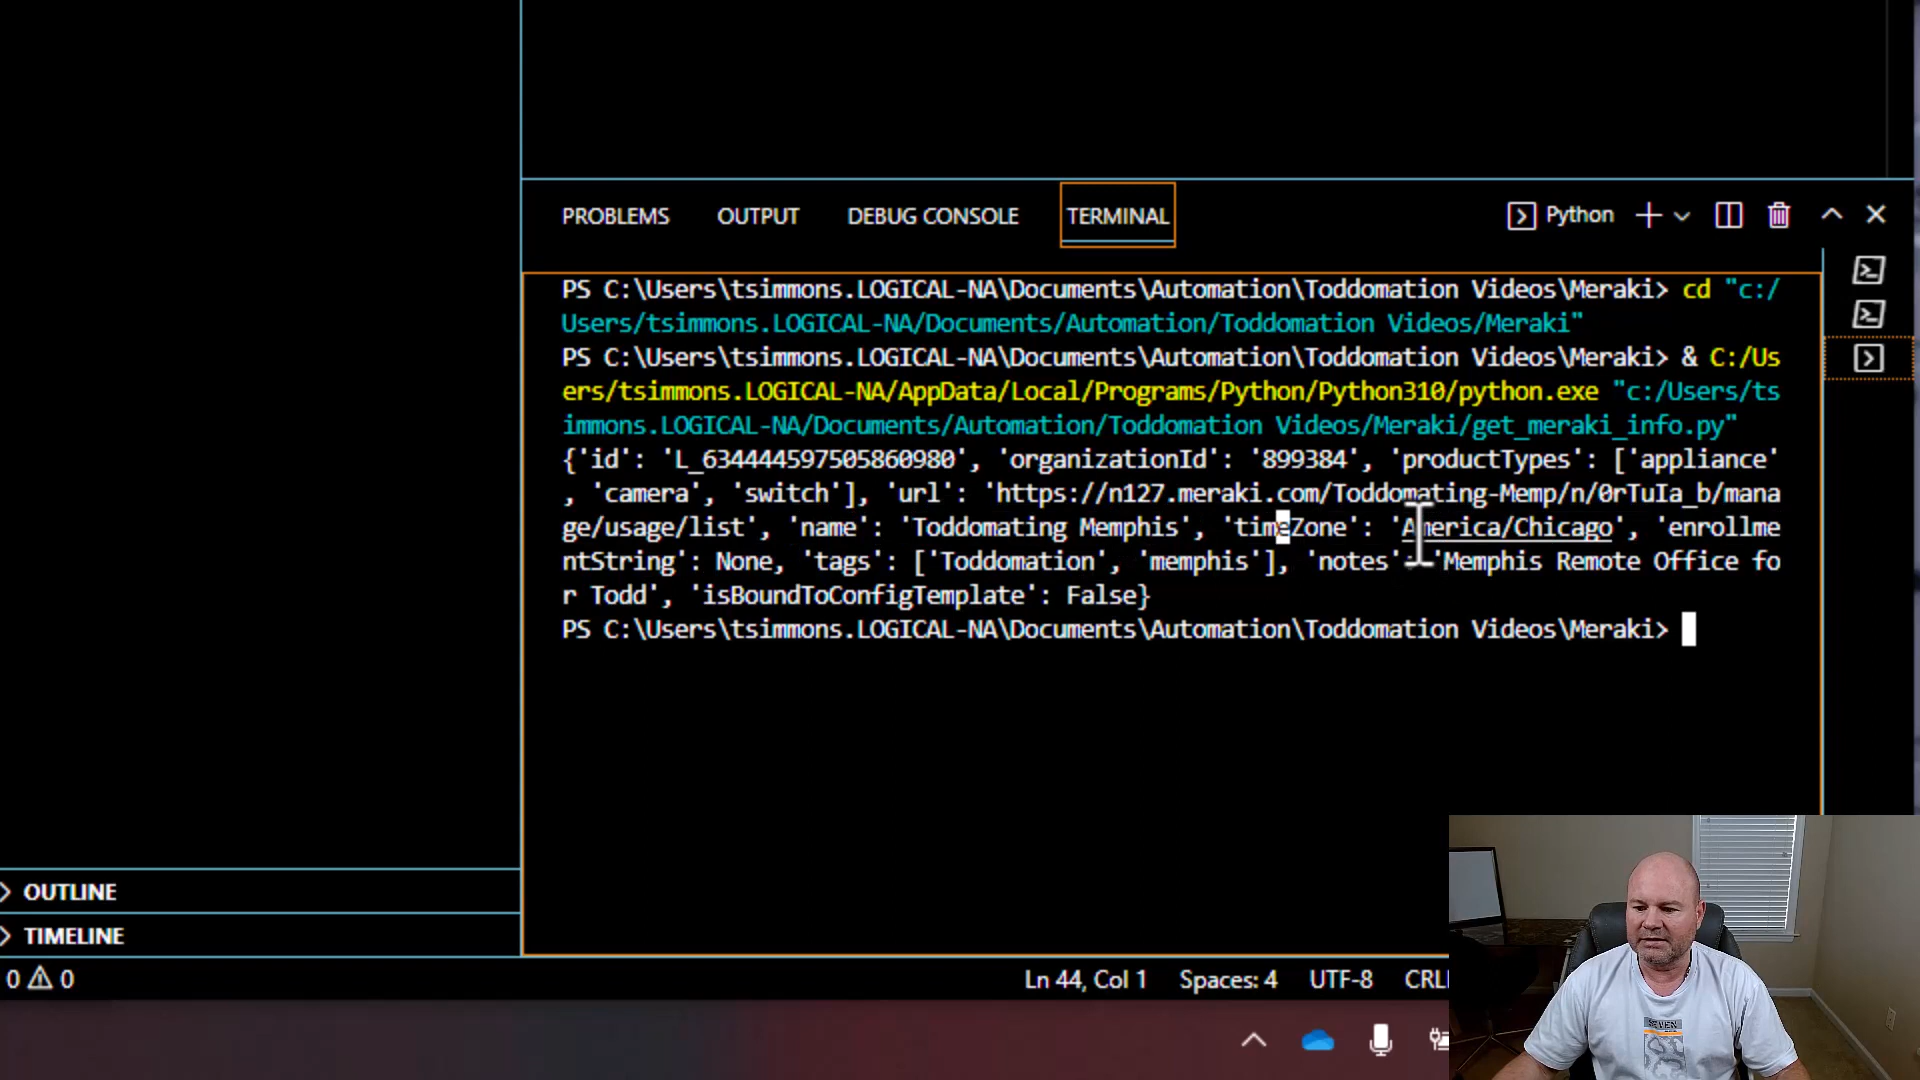 PROBLEMS OUTPUT DEBUG CONSOLE TERMINAL Python
PS C:\Users\tsimmons.LOGICAL-NA\Documents\Automation\Toddomation Videos\Meraki> cd "c:/
Users/tsimmons.LOGICAL-NA/Documents/Automation/Toddomation Videos/Meraki"
PS C:\Users\tsimmons.LOGICAL-NA\Documents\Automation\Toddomation Videos\Meraki> & C:/Us
ers/tsimmons.LOGICAL-NA/AppData/Local/Programs/Python/Python310/python.exe "c:/Users/ts
immons.LOGICAL-NA/Documents/Automation/Toddomation Videos/Meraki/get_meraki_info.py"
{'id': 'L_634444597505860980', 'organizationId': '899384', 'productTypes': ['appliance'
, 'camera', 'switch'], 'url': 'https://n127.meraki.com/Toddomating-Memp/n/0rTuIa_b/mana
ge/usage/list', 'name': 'Toddomating Memphis', 'timeZone': 'America/Chicago', 'enrollme
ntString': None, 'tags': ['Toddomation', 'memphis'], 'notes': 'Memphis Remote Office fo
r Todd', 'isBoundToConfigTemplate': False}
PS C:\Users\tsimmons.LOGICAL-NA\Documents\Automation\Toddomation Videos\Meraki>
OUTLINE
TIMELINE
0 0 Ln 44, Col 1 Spaces: 4 UTF-8 CRL
SEVEN